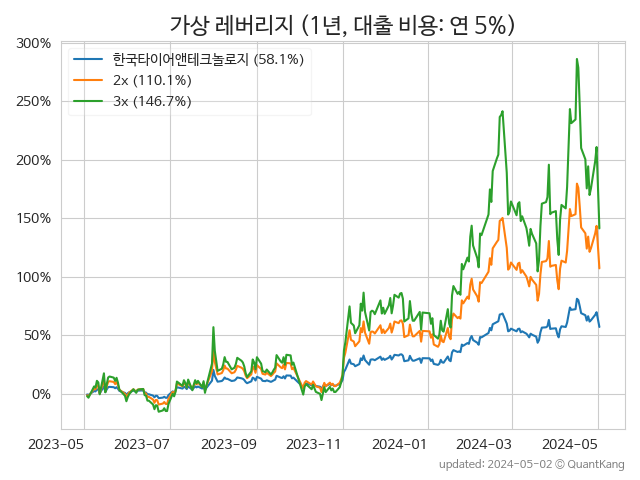 가상 레버리지 (1년, 대출 비용: 연 5%)
300%
250%
200%
150%
100%
50%
0%
한국타이어앤테크놀로지 (58.1%)
2x (110.1%)
3x (146.7%)
2023-05
2023-07
2023-09
2023-11
2024-01
2024-03
2024-05
updated: 2024-05-02 © QuantKang